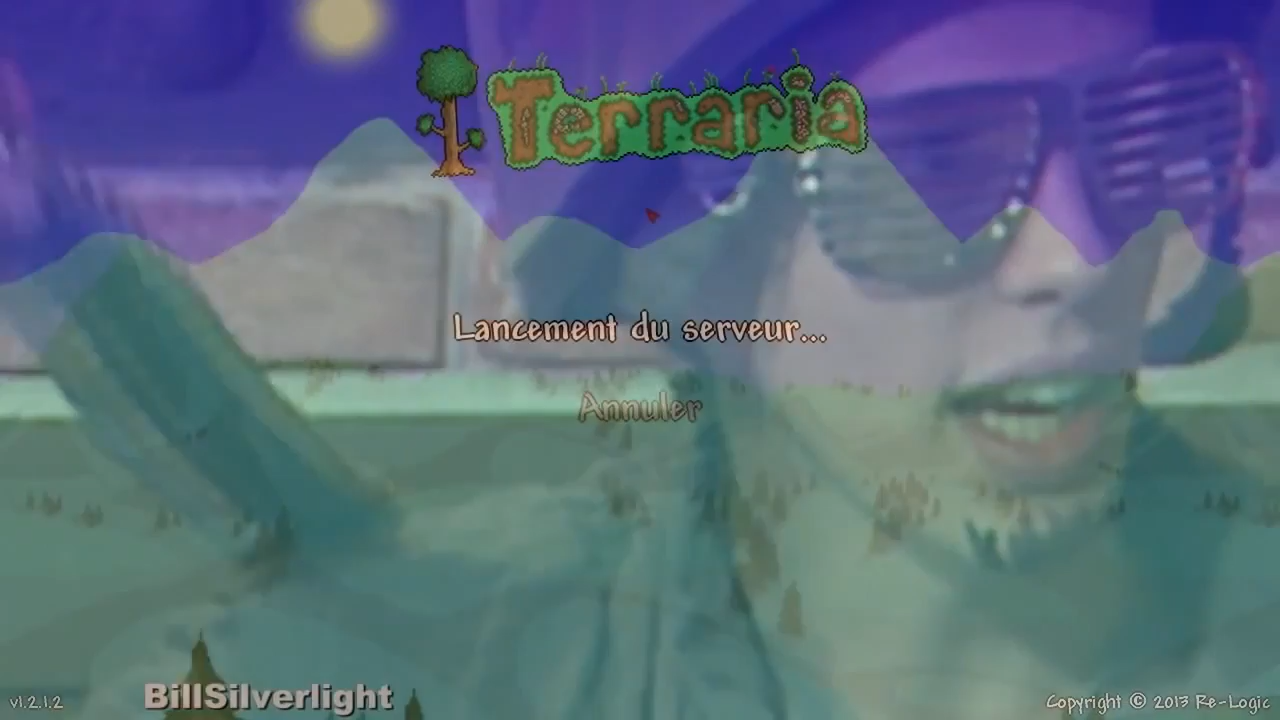 Terraria
Lancement du serveur...
Annuler
v1.2.1.2
BillSilverlight
Copyright © 2013 Re-Logic